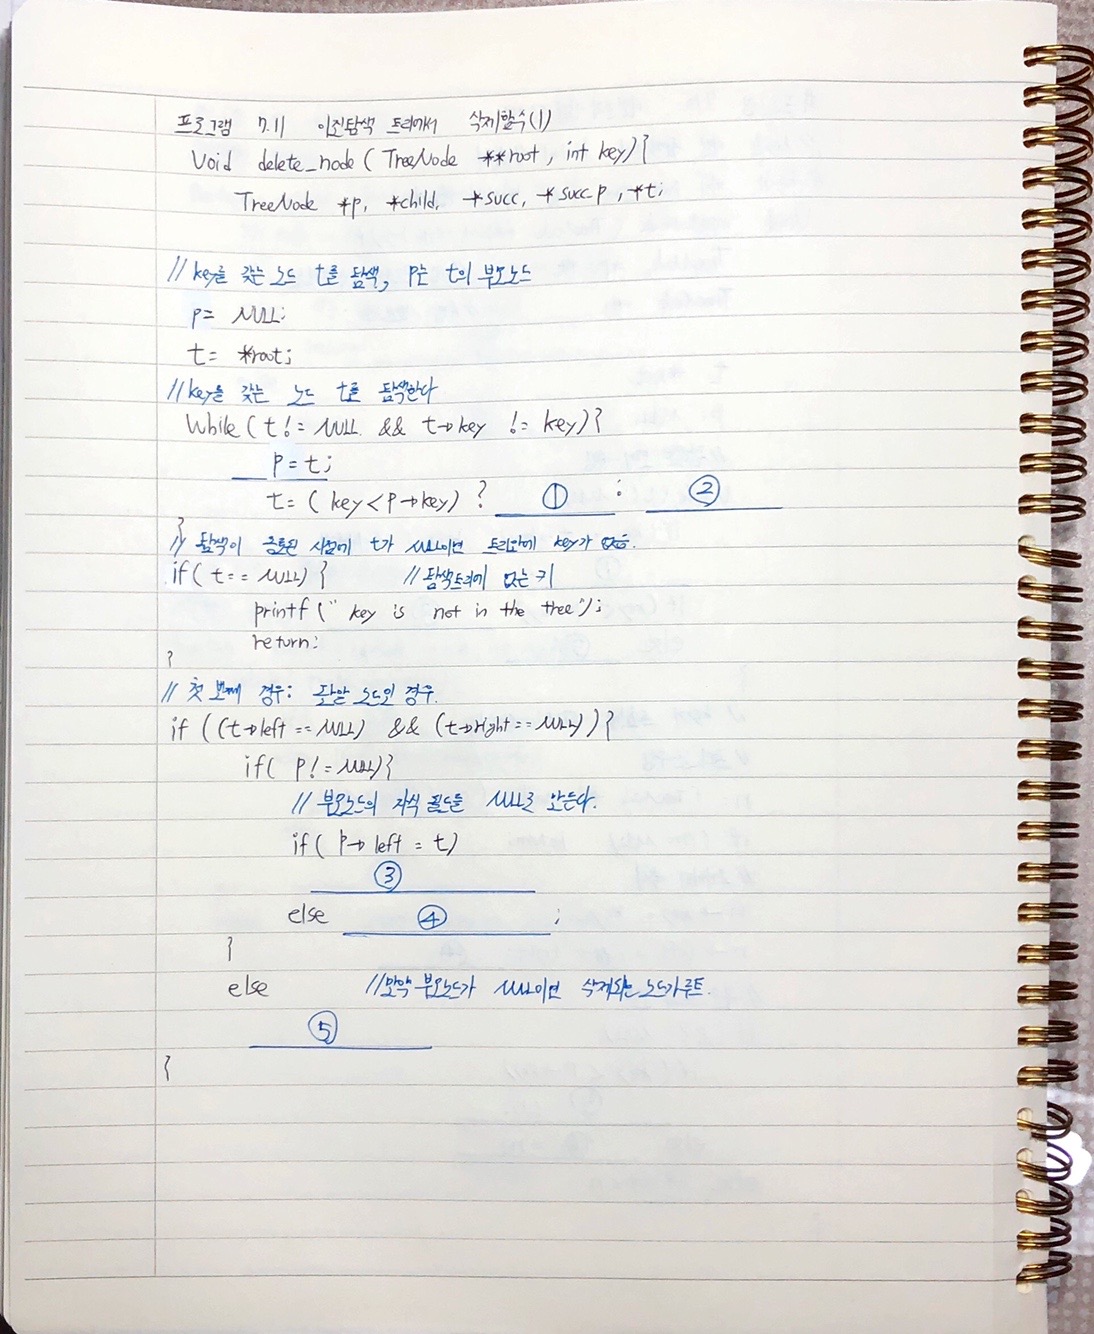 프로그램 7.11 이진탐색 트리에서 삭제함수(1)
Void delete_node ( TreeNode **root, int key){
TreeNode *p, *child, *succ, *succ_p, *t;
// key를 갖는 노드 t를 탐색, p는 t의 부모노드
p= NULL;
t= *root;
// key를 갖는 노드 t를 탐색한다
While ( t != NULL && t→key != key){
p = t;
t= ( key < p→key) ? ① : ②
}
// 탐색이 종료된 시점에 t가 NULL이면 트리안에 key가 없음.
if( t == NULL) { // 탐색트리에 없는 키
printf (" key is not in the tree");
return;
}
// 첫 번째 경우: 단말 노드인 경우.
if ((t→left == NULL) && (t→right == NULL)){
if( p != NULL){
// 부모노드의 자식 필드를 NULL로 만든다.
if( p→ left = t)
③
else ④ ;
}
else //만약 부모노드가 NULL이면 삭제되는 노드가 루트.
⑤
}